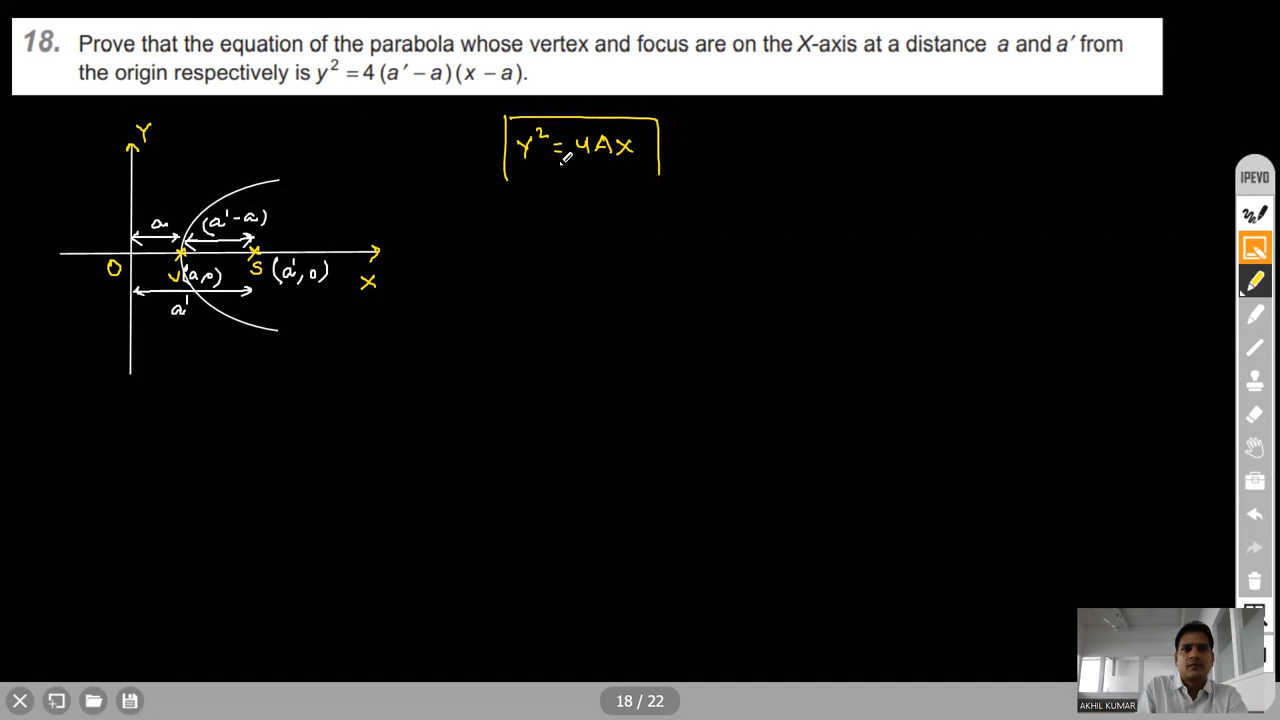 18. Prove that the equation of the parabola whose vertex and focus are on the X-axis at a distance a and a′ from
the origin respectively is y² = 4 (a′ − a) (x − a).
Y
Y² = 4AX
IPEVO
a
(a' - a)
O
V
(a,0)
S
(a', 0)
X
a'
AKHIL KUMAR
18 / 22